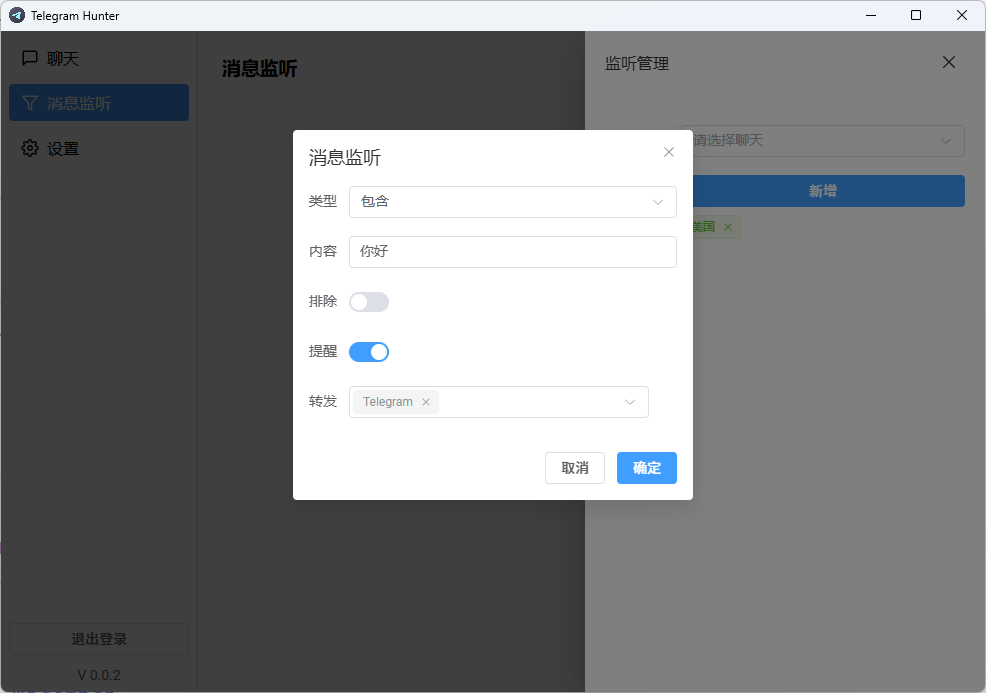 Telegram Hunter
聊天
消息监听
设置
退出登录
V 0.0.2
消息监听
监听管理
请选择聊天
新增
美国
消息监听
类型 包含
内容 你好
排除
提醒
转发 Telegram
取消 确定